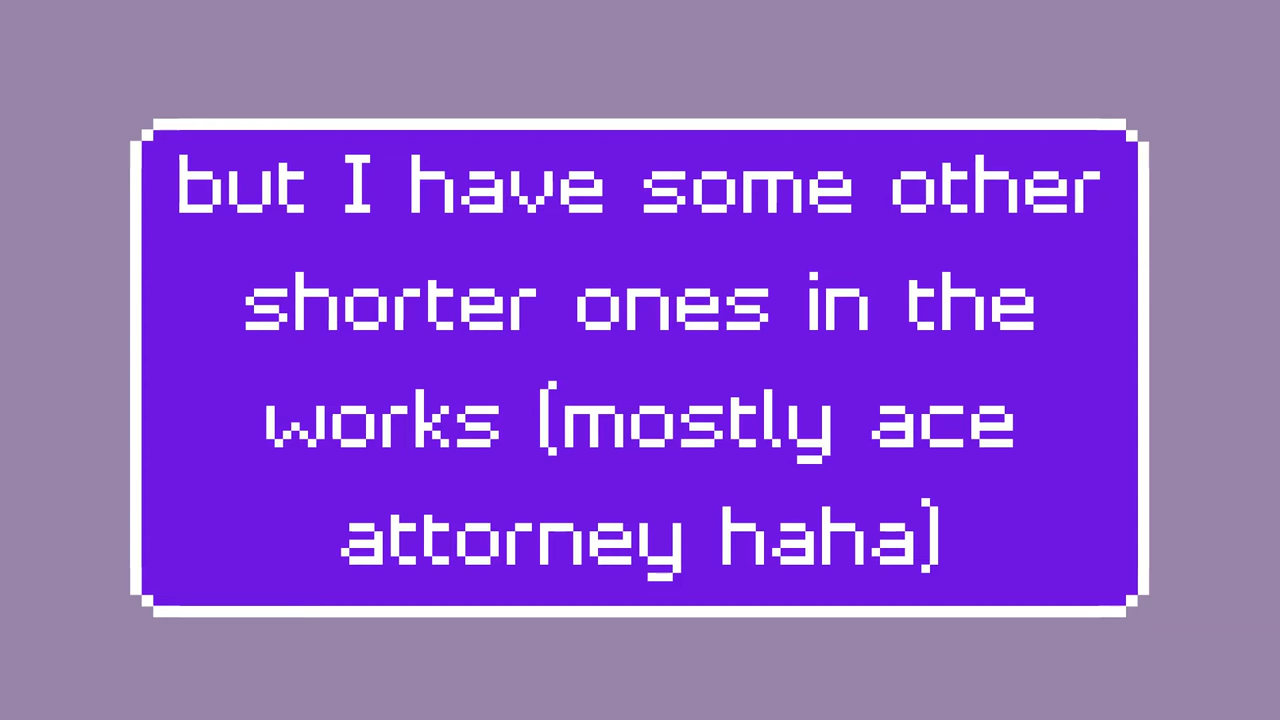 but I have some other
shorter ones in the
works (mostly ace
attorney haha)